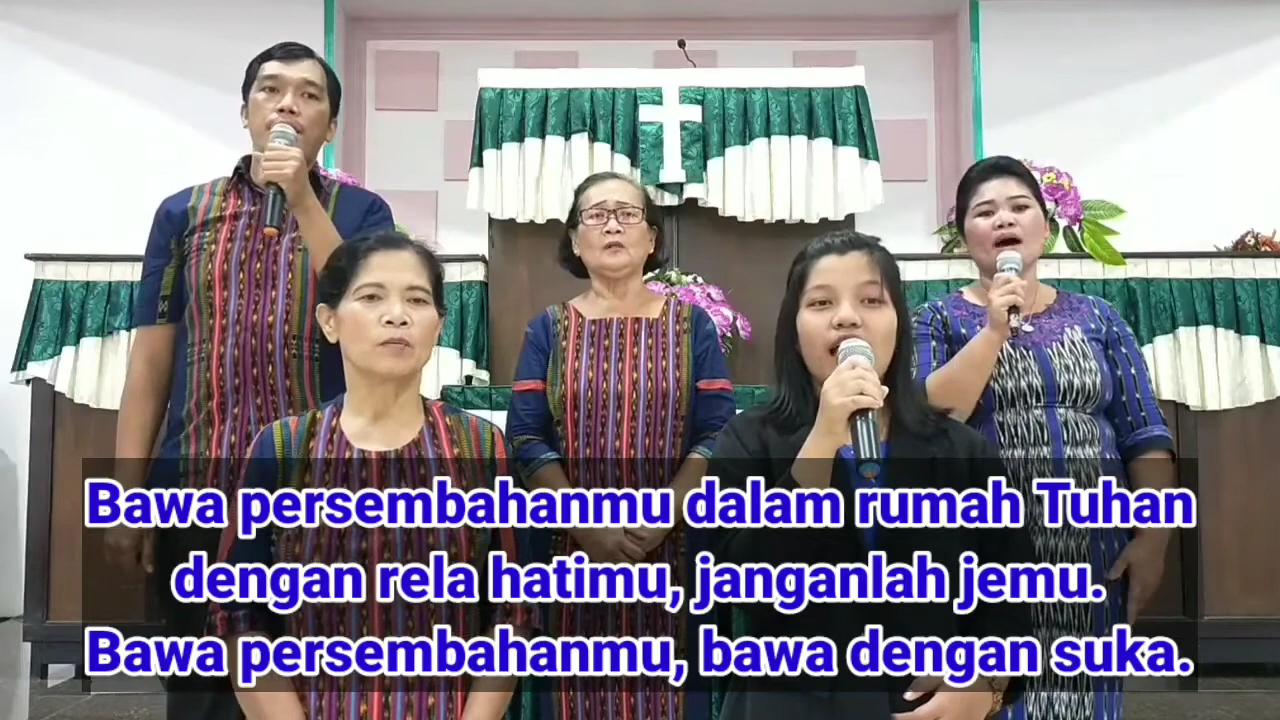 Bawa persembahanmu dalam rumah Tuhan
dengan rela hatimu, janganlah jemu.
Bawa persembahanmu, bawa dengan suka.